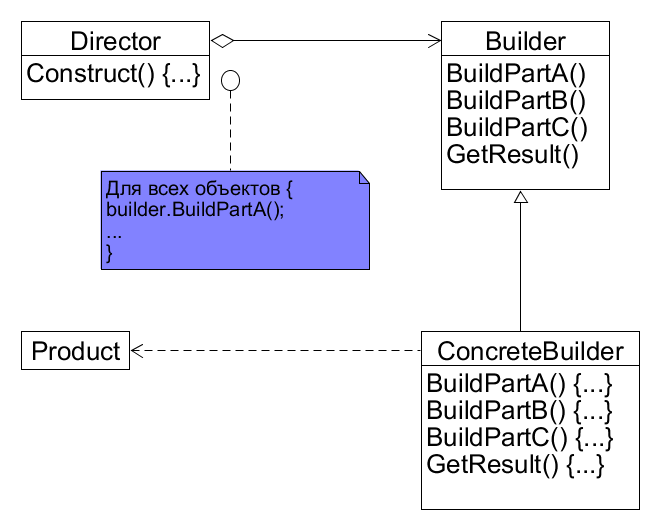 Director
Construct() {...}
Builder
BuildPartA()
BuildPartB()
BuildPartC()
GetResult()
Для всех объектов {
builder.BuildPartA();
...
}
Product
ConcreteBuilder
BuildPartA() {...}
BuildPartB() {...}
BuildPartC() {...}
GetResult() {...}